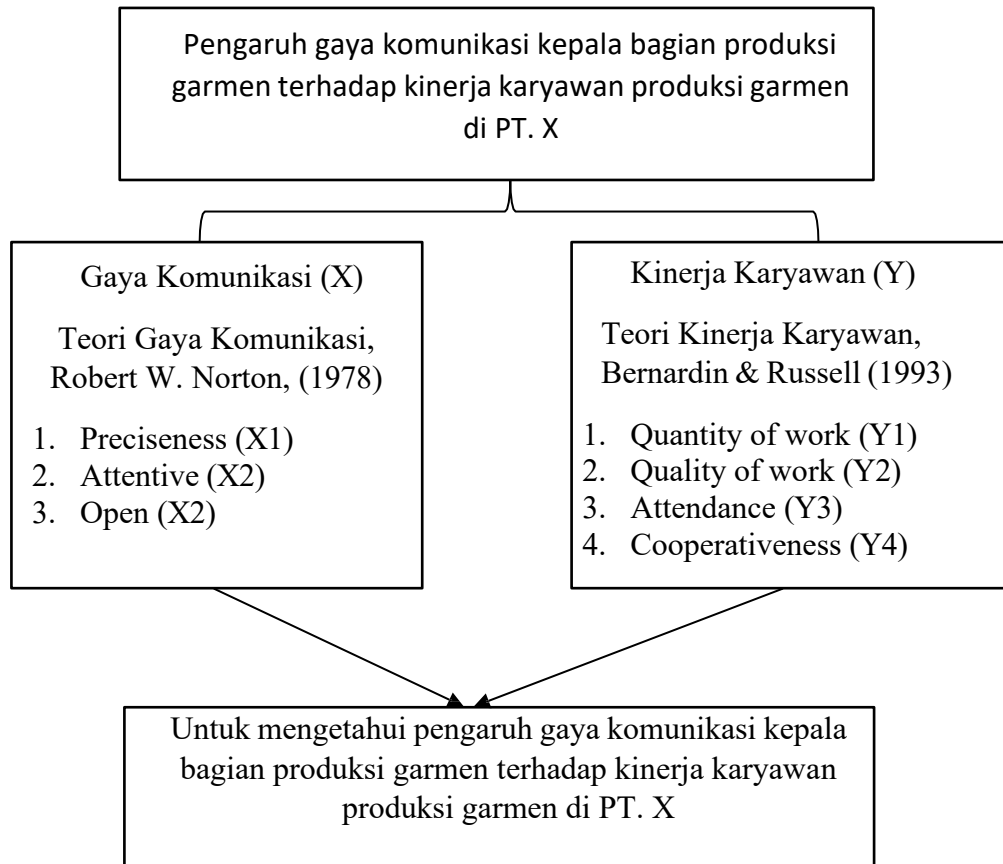 Pengaruh gaya komunikasi kepala bagian produksi
garmen terhadap kinerja karyawan produksi garmen
di PT. X
Gaya Komunikasi (X)
Teori Gaya Komunikasi,
Robert W. Norton, (1978)
1. Preciseness (X1)
2. Attentive (X2)
3. Open (X2)
Kinerja Karyawan (Y)
Teori Kinerja Karyawan,
Bernardin & Russell (1993)
1. Quantity of work (Y1)
2. Quality of work (Y2)
3. Attendance (Y3)
4. Cooperativeness (Y4)
Untuk mengetahui pengaruh gaya komunikasi kepala
bagian produksi garmen terhadap kinerja karyawan
produksi garmen di PT. X